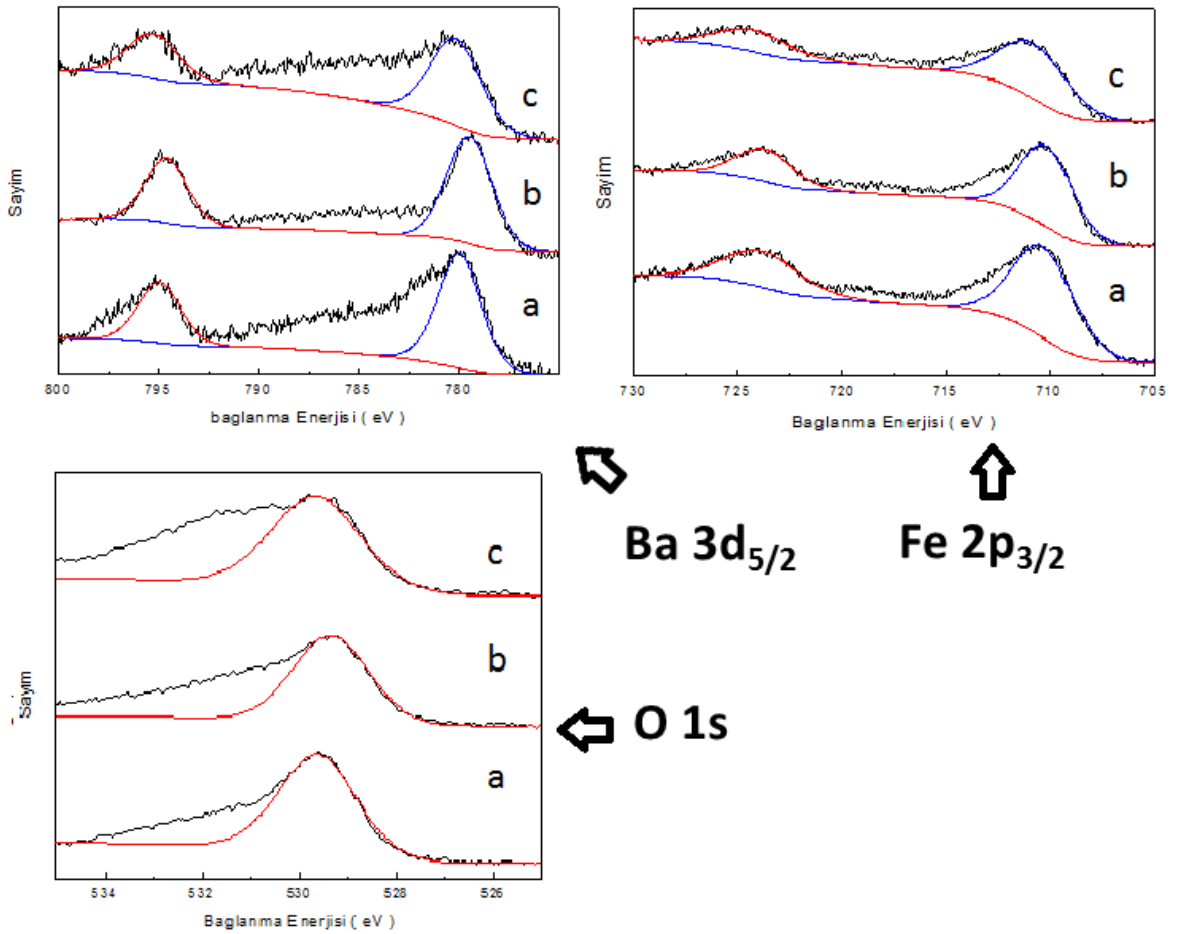 Sayim
c
b
a
800 795 790 785 780
baglanma Enerjisi ( eV )
Sayim
c
b
a
730 725 720 715 710 705
Baglanma Enerjisi ( eV )
Ba 3d5/2
Fe 2p3/2
Sayim
c
b
a
534 532 530 528 526
Baglanma Enerjisi ( eV )
O 1s